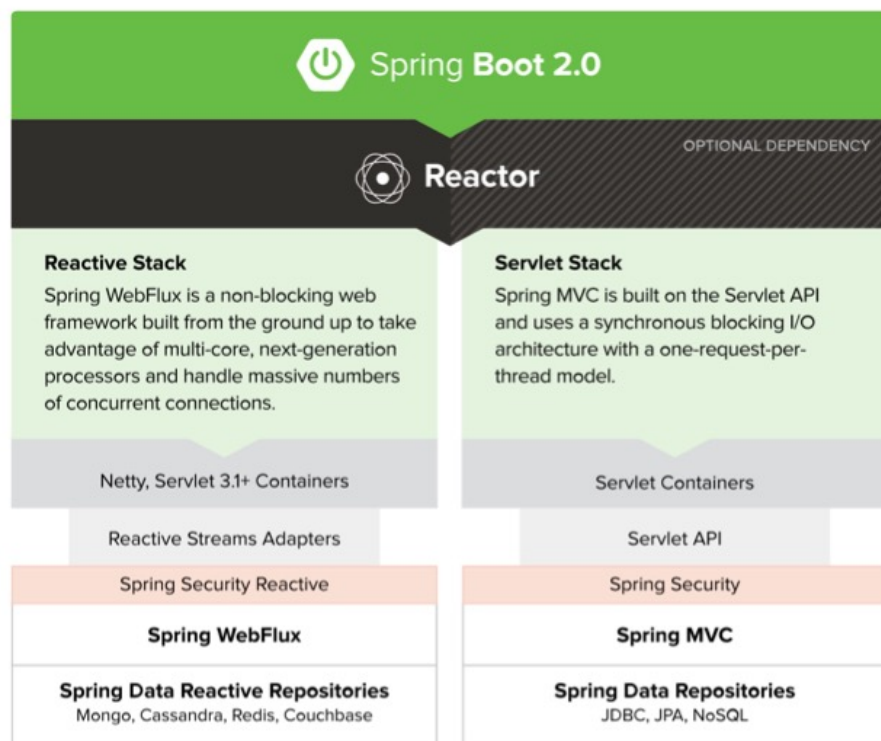 Spring Boot 2.0
OPTIONAL DEPENDENCY
Reactor
Reactive Stack
Spring WebFlux is a non-blocking web
framework built from the ground up to take
advantage of multi-core, next-generation
processors and handle massive numbers
of concurrent connections.
Servlet Stack
Spring MVC is built on the Servlet API
and uses a synchronous blocking I/O
architecture with a one-request-per-
thread model.
Netty, Servlet 3.1+ Containers
Servlet Containers
Reactive Streams Adapters
Servlet API
Spring Security Reactive
Spring Security
Spring WebFlux
Spring MVC
Spring Data Reactive Repositories
Mongo, Cassandra, Redis, Couchbase
Spring Data Repositories
JDBC, JPA, NoSQL